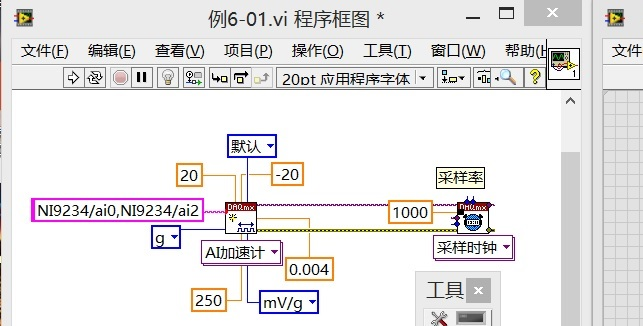 例6-01.vi 程序框图 *
文件(F) 编辑(E) 查看(V) 项目(P) 操作(O) 工具(T) 窗口(W) 帮助(H
文件
20pt 应用程序字体
1
默认
20
-20
采样率
NI9234/ai0,NI9234/ai2
DAQmx
1000
DAQmx
g
AI加速计
采样时钟
0.004
250
mV/g
工具